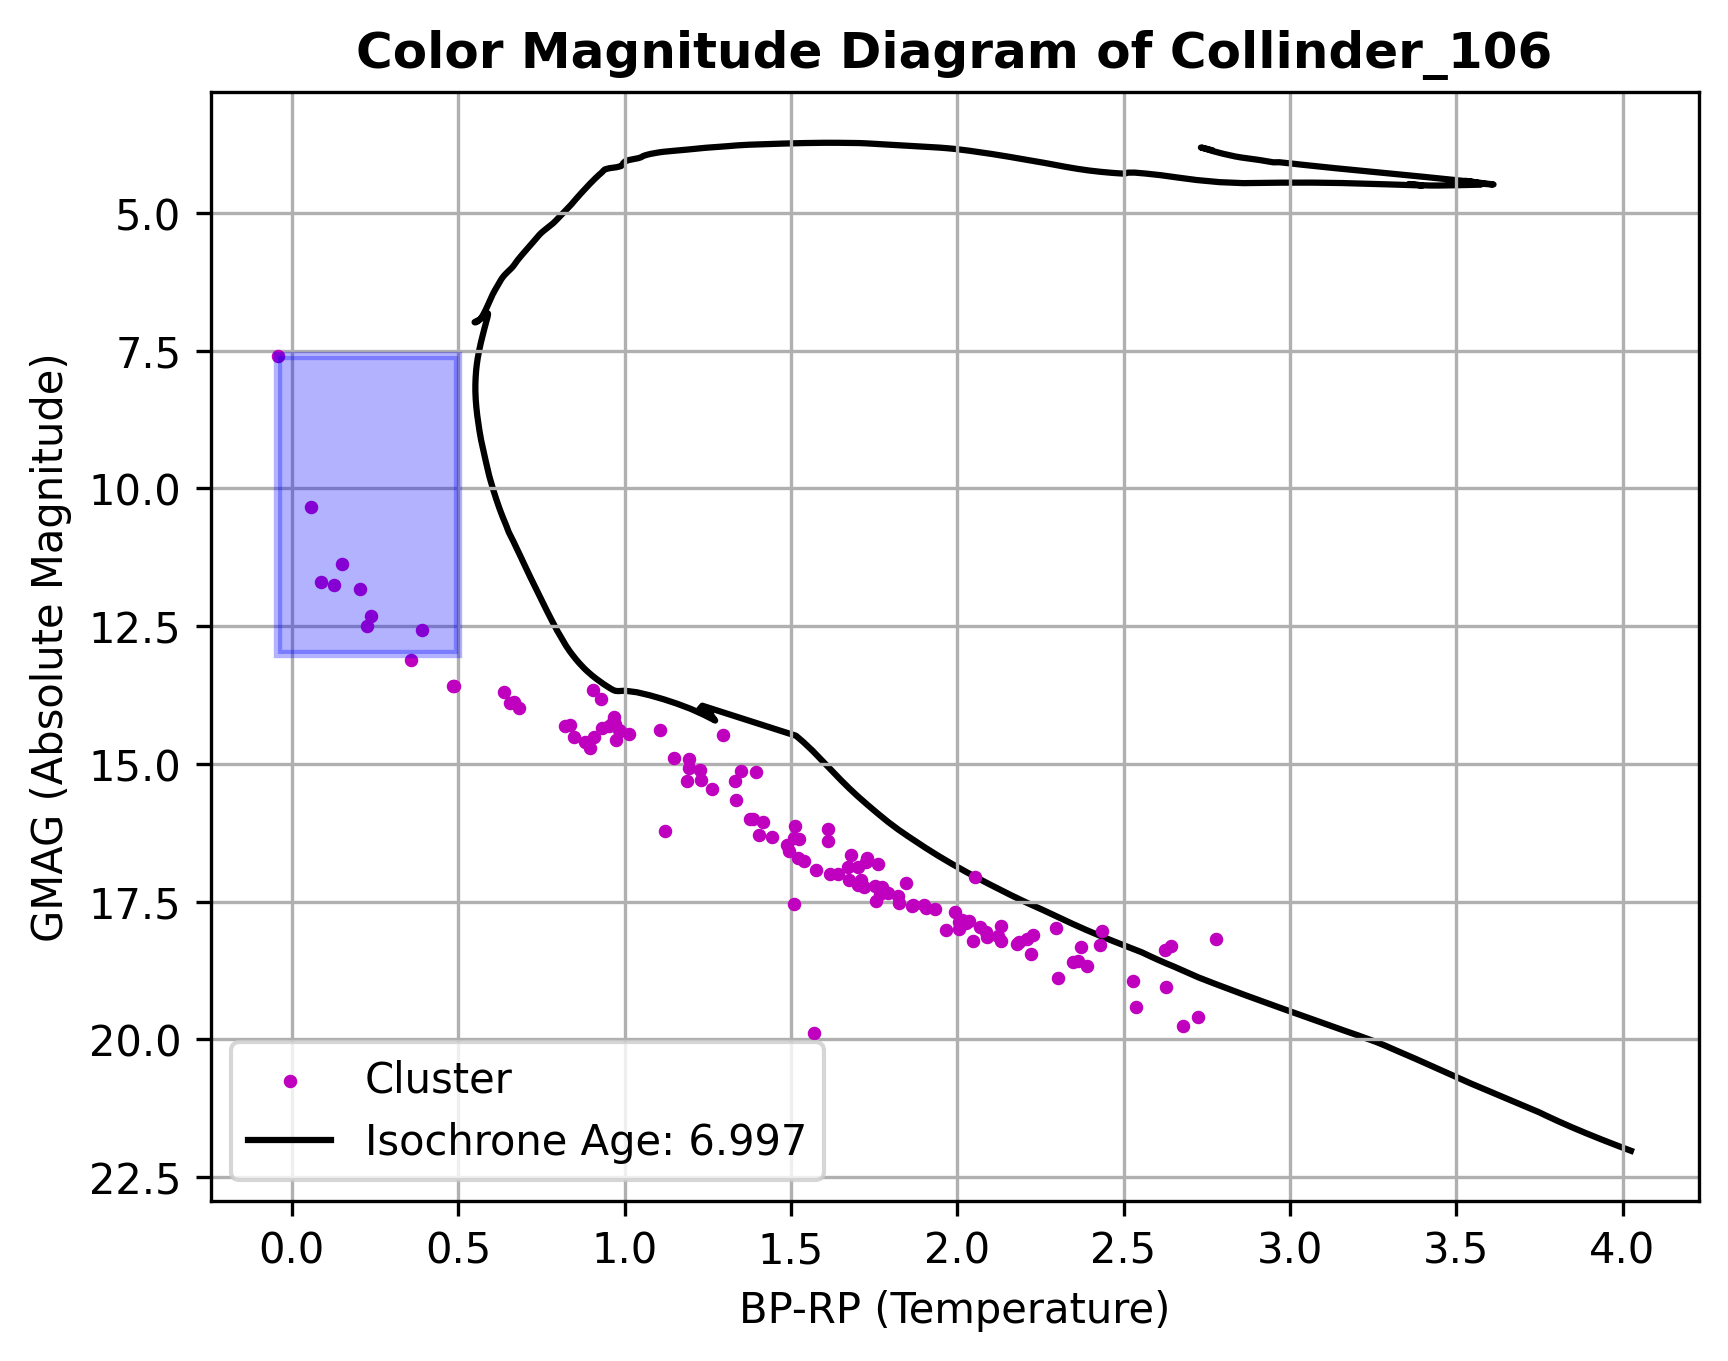 Color Magnitude Diagram of Collinder_106
GMAG (Absolute Magnitude)
5.0
7.5
10.0
12.5
15.0
17.5
20.0
22.5
Cluster
Isochrone Age: 6.997
0.0 0.5 1.0 1.5 2.0 2.5 3.0 3.5 4.0
BP-RP (Temperature)